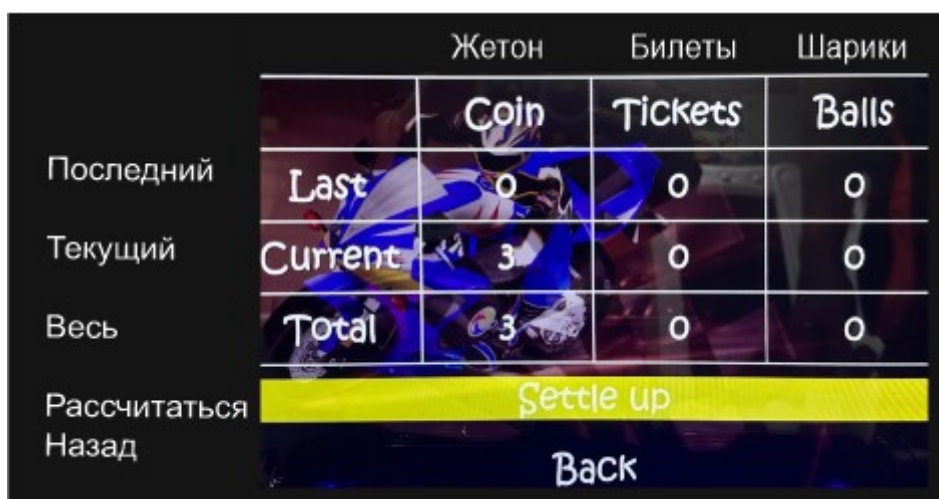 Жетон Билеты Шарики
Coin Tickets Balls
Последний Last 0 0 0
Текущий Current 3 0 0
Весь Total 3 0 0
Рассчитаться Settle up
Назад Back